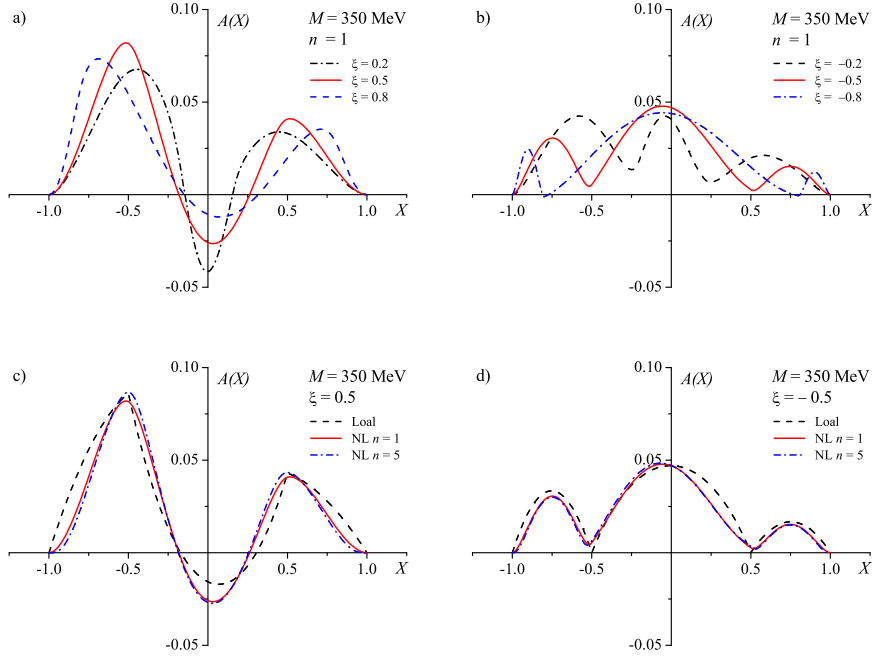 a)
0.10
A(X)
M = 350 MeV
n = 1
ξ = 0.2
ξ = 0.5
ξ = 0.8
0.05
-1.0
-0.5
0.5
1.0
X
-0.05
b)
0.10
A(X)
M = 350 MeV
n = 1
ξ = –0.2
ξ = –0.5
ξ = –0.8
0.05
-1.0
-0.5
0.5
1.0
X
-0.05
c)
0.10
A(X)
M = 350 MeV
ξ = 0.5
Loal
NL n = 1
NL n = 5
0.05
-1.0
-0.5
0.5
1.0
X
-0.05
d)
0.10
A(X)
M = 350 MeV
ξ = – 0.5
Loal
NL n = 1
NL n = 5
0.05
-1.0
-0.5
0.5
1.0
X
-0.05